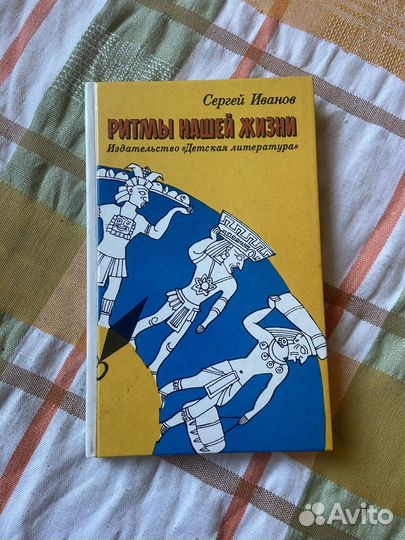 Сергей Иванов
РИТМЫ НАШЕЙ ЖИЗНИ
Издательство «Детская литература»
Avito